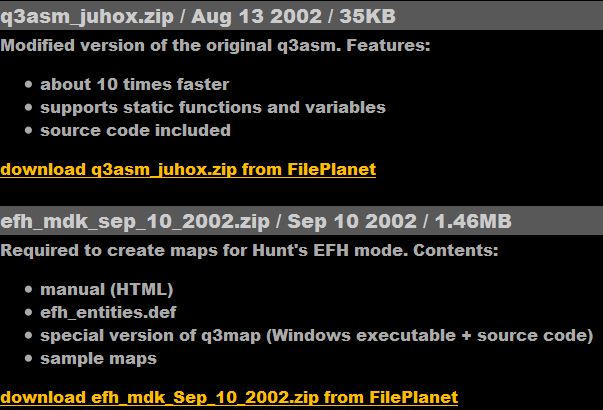 q3asm_juhox.zip / Aug 13 2002 / 35KB
Modified version of the original q3asm. Features:
• about 10 times faster
• supports static functions and variables
• source code included
download q3asm_juhox.zip from FilePlanet
efh_mdk_sep_10_2002.zip / Sep 10 2002 / 1.46MB
Required to create maps for Hunt's EFH mode. Contents:
• manual (HTML)
• efh_entities.def
• special version of q3map (Windows executable + source code)
• sample maps
download efh_mdk_Sep_10_2002.zip from FilePlanet